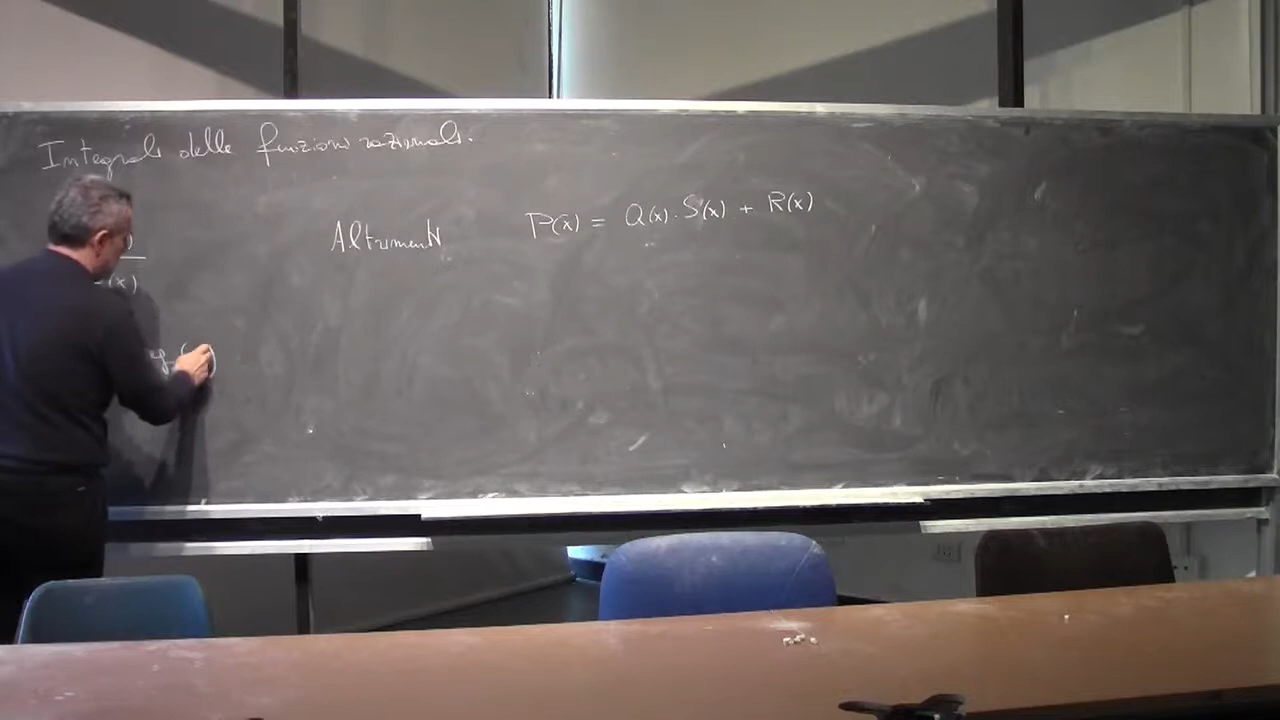 Integrali delle funzioni razionali.
Altrimenti P(x) = Q(x) · S(x) + R(x)
)
(x)